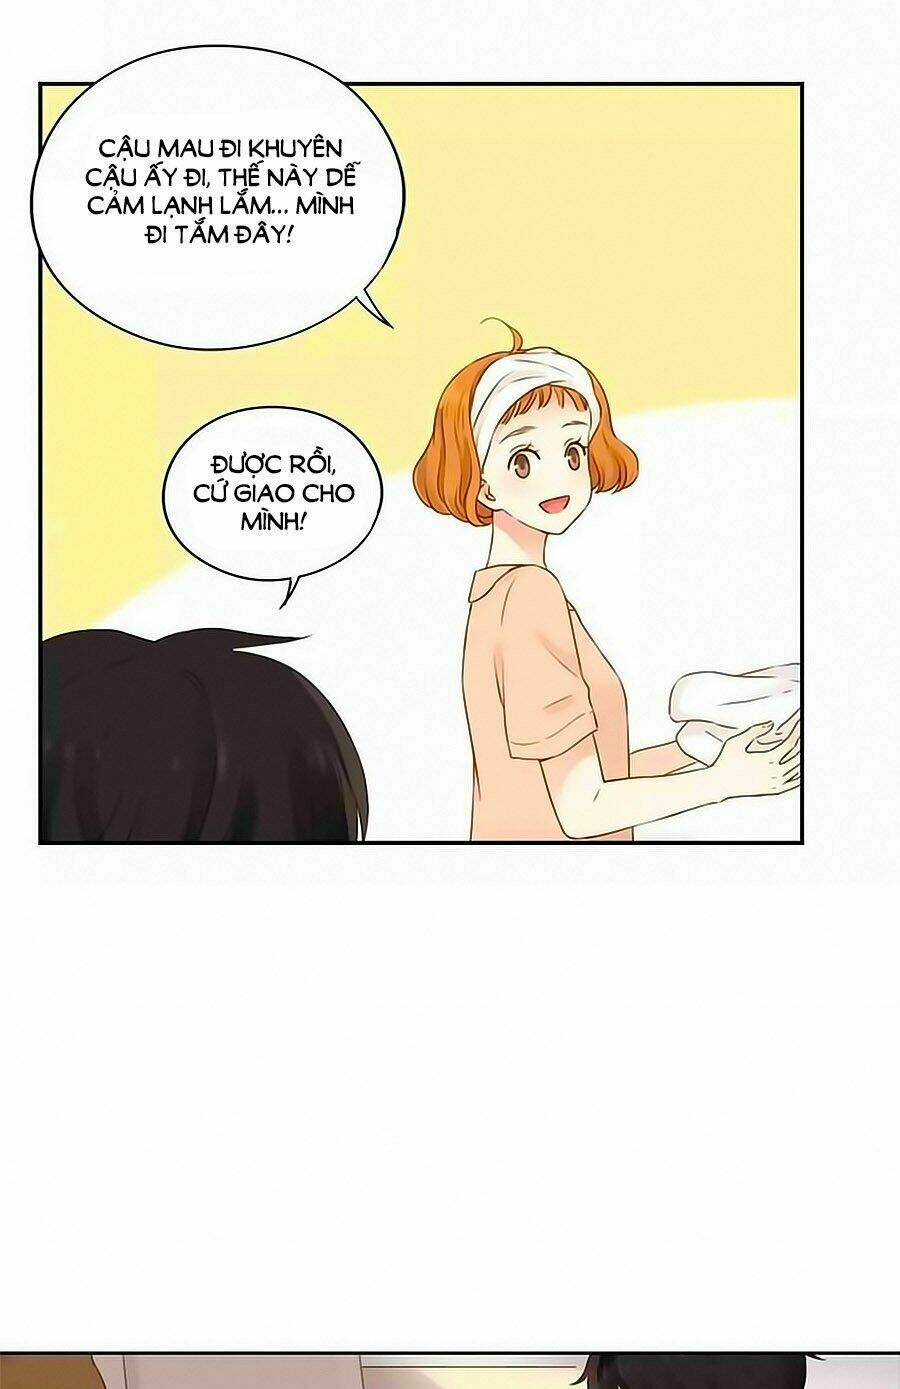 CẬU MAU ĐI KHUYÊN
CẬU ẤY ĐI, THẾ NÀY DỄ
CẢM LẠNH LẮM... MÌNH
ĐI TẮM ĐÂY!
ĐƯỢC RỒI,
CỨ GIAO CHO
MÌNH!